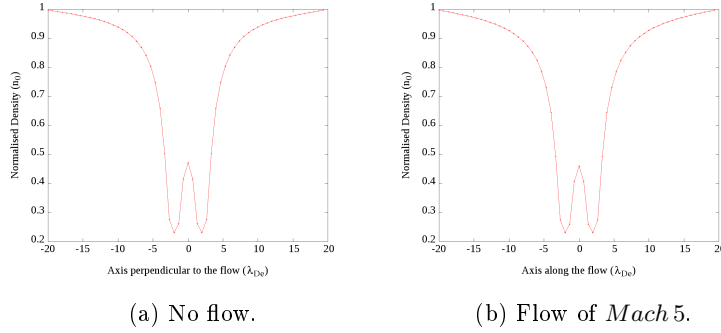 1
0.9
0.8
0.7
0.6
0.5
0.4
0.3
0.2
-20 -15 -10 -5 0 5 10 15 20
Normalised Density (n0)
Axis perpendicular to the flow (λDe)
(a) No flow.
1
0.9
0.8
0.7
0.6
0.5
0.4
0.3
0.2
-20 -15 -10 -5 0 5 10 15 20
Normalised Density (n0)
Axis along the flow (λDe)
(b) Flow of Mach 5.